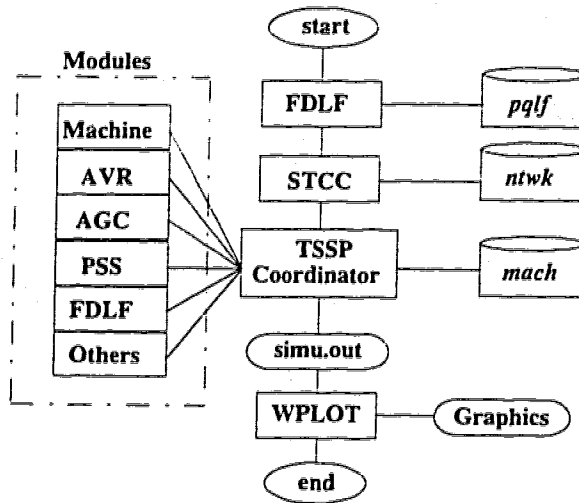 start
Modules
FDLF
pqlf
Machine
AVR
STCC
ntwk
AGC
TSSP
Coordinator
mach
PSS
FDLF
Others
simu.out
WPLOT
Graphics
end